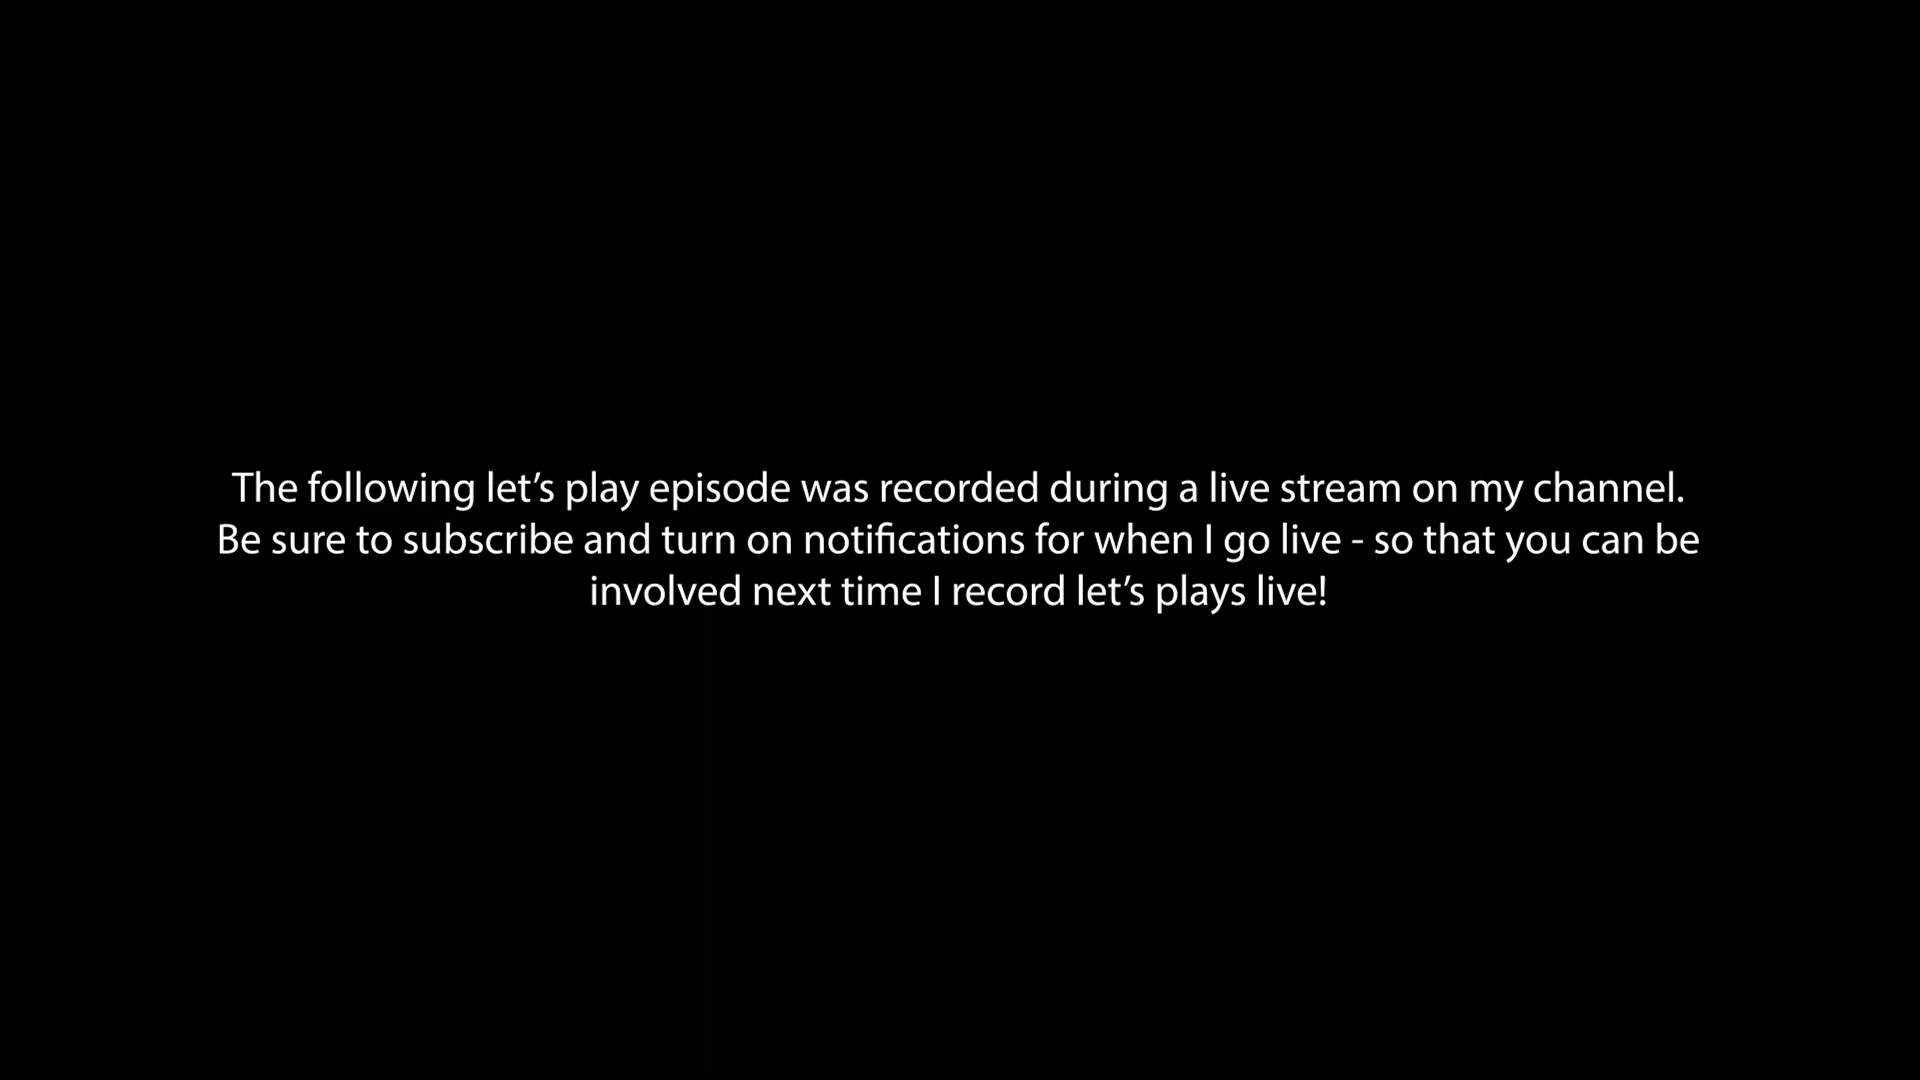 The following let’s play episode was recorded during a live stream on my channel.
Be sure to subscribe and turn on notifications for when I go live - so that you can be
involved next time I record let’s plays live!